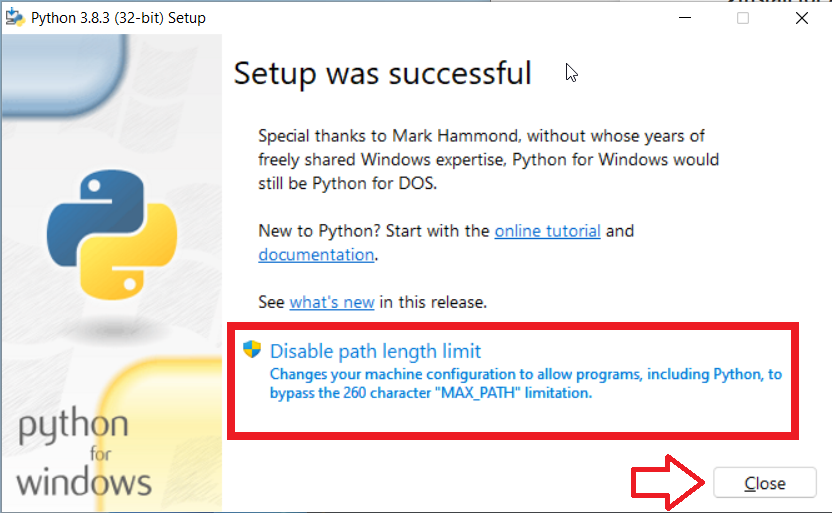 Python 3.8.3 (32-bit) Setup
Setup was successful
Special thanks to Mark Hammond, without whose years of
freely shared Windows expertise, Python for Windows would
still be Python for DOS.
New to Python? Start with the online tutorial and
documentation.
See what's new in this release.
Disable path length limit
Changes your machine configuration to allow programs, including Python, to
bypass the 260 character "MAX_PATH" limitation.
python
for
windows
Close